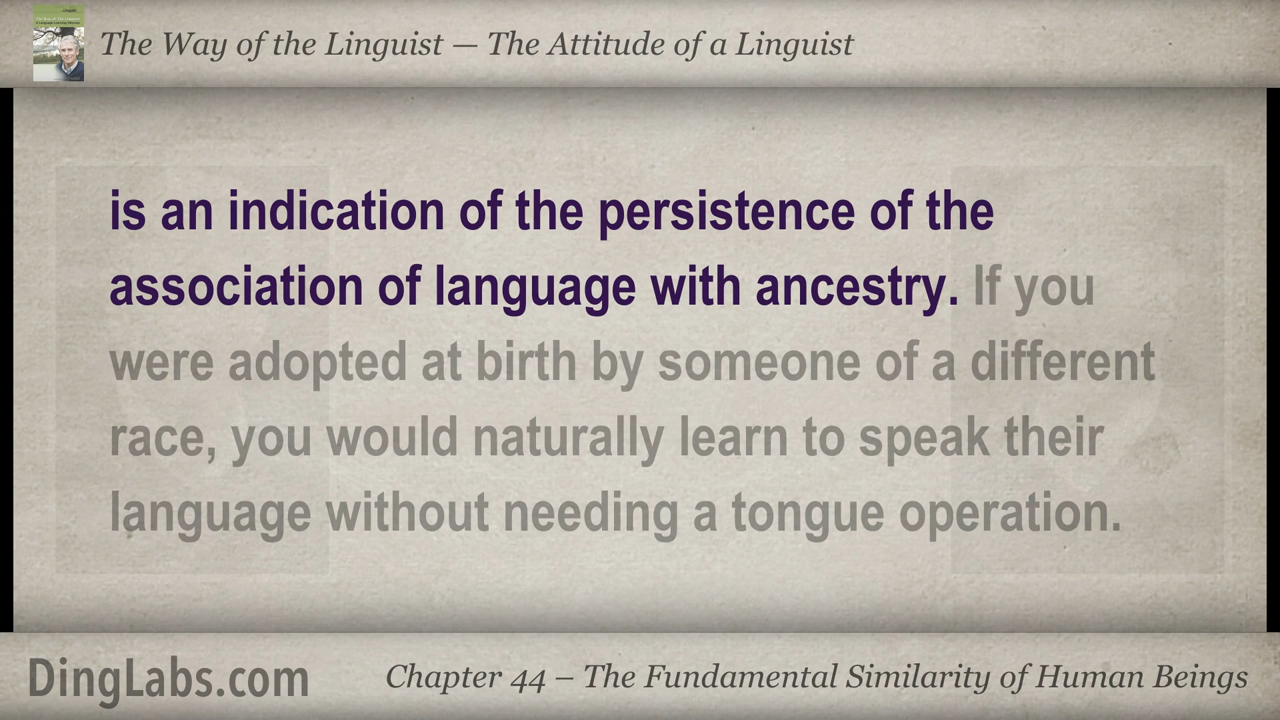 The Way of the Linguist — The Attitude of a Linguist
is an indication of the persistence of the
association of language with ancestry. If you
were adopted at birth by someone of a different
race, you would naturally learn to speak their
language without needing a tongue operation.
DingLabs.com
Chapter 44 – The Fundamental Similarity of Human Beings